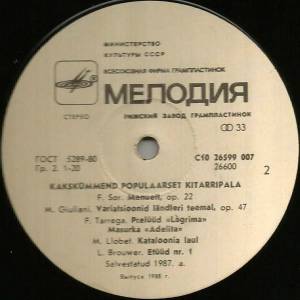 МИНИСТЕРСТВО
КУЛЬТУРЫ СССР
ВСЕСОЮЗНАЯ ФИРМА ГРАМПЛАСТИНОК
МЕЛОДИЯ
СТЕРЕО
РИЖСКИЙ ЗАВОД ГРАМПЛАСТИНОК
33
ГОСТ 5289-80
Гр. 2. 1-20
С10 26599 007
26600
2
KAKSKÜMMEND POPULAARSET KITARRIPALA
F. Sor. Menuett, op. 22
M. Giuliani. Variatsioonid ländleri teemal, op. 47
F. Tarrega. Prelüüd «Lágrima»
Masurka «Adelita»
M. Llobet. Kataloonia laul
L. Brouwer. Etüüd nr. 1
Salvestatud 1987. a.
Выпуск 1988 г.